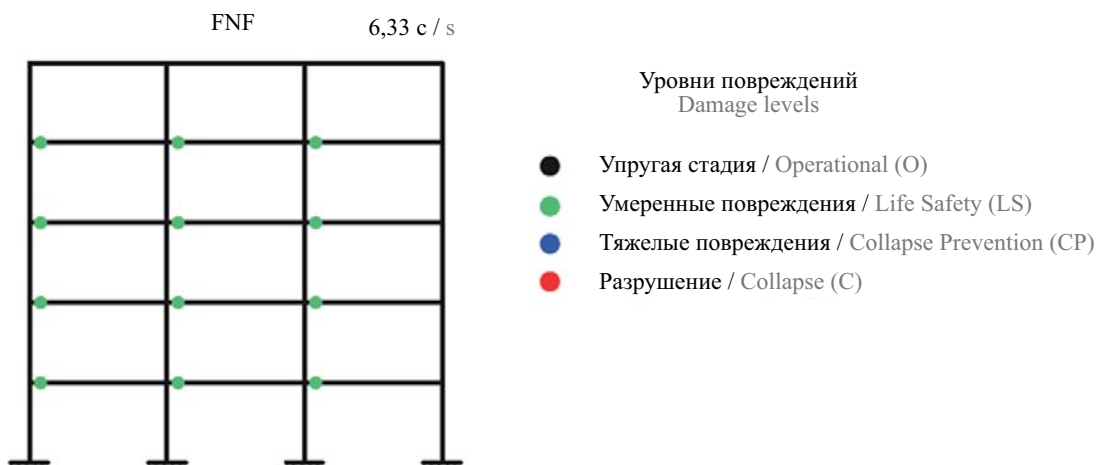 FNF 6,33 с / s
Уровни повреждений
Damage levels
Упругая стадия / Operational (O)
Умеренные повреждения / Life Safety (LS)
Тяжелые повреждения / Collapse Prevention (CP)
Разрушение / Collapse (C)